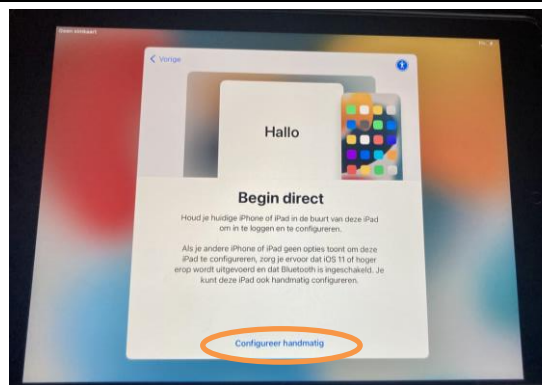 Geen simkaart
Vorige
Hallo
Begin direct
Houd je huidige iPhone of iPad in de buurt van deze iPad
om in te loggen en te configureren.
Als je andere iPhone of iPad geen opties toont om deze
iPad te configureren, zorg je ervoor dat iOS 11 of hoger
erop wordt uitgevoerd en dat Bluetooth is ingeschakeld. Je
kunt deze iPad ook handmatig configureren.
Configureer handmatig